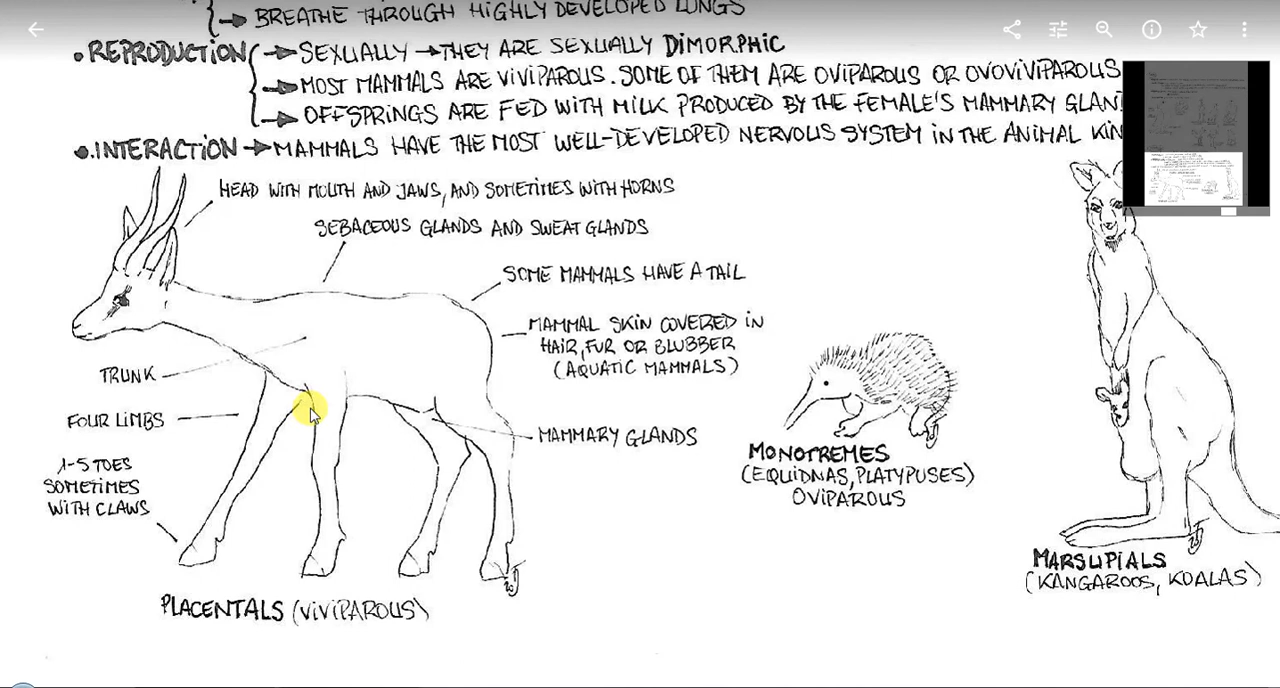 BREATHE THROUGH HIGHLY DEVELOPED LUNGS
• REPRODUCTION → SEXUALLY → THEY ARE SEXUALLY DIMORPHIC
→ MOST MAMMALS ARE VIVIPAROUS. SOME OF THEM ARE OVIPAROUS OR OVOVIVIPAROUS
→ OFFSPRINGS ARE FED WITH MILK PRODUCED BY THE FEMALE'S MAMMARY GLAN
• INTERACTION → MAMMALS HAVE THE MOST WELL-DEVELOPED NERVOUS SYSTEM IN THE ANIMAL KIN
HEAD WITH MOUTH AND JAWS, AND SOMETIMES WITH HORNS
SEBACEOUS GLANDS AND SWEAT GLANDS
SOME MAMMALS HAVE A TAIL
MAMMAL SKIN COVERED IN
HAIR, FUR OR BLUBBER
(AQUATIC MAMMALS)
TRUNK
FOUR LIMBS
MAMMARY GLANDS
1-5 TOES
SOMETIMES
WITH CLAWS
PLACENTALS (VIVIPAROUS)
MONOTREMES
(EQUIDNAS, PLATYPUSES)
OVIPAROUS
MARSUPIALS
(KANGAROOS, KOALAS)